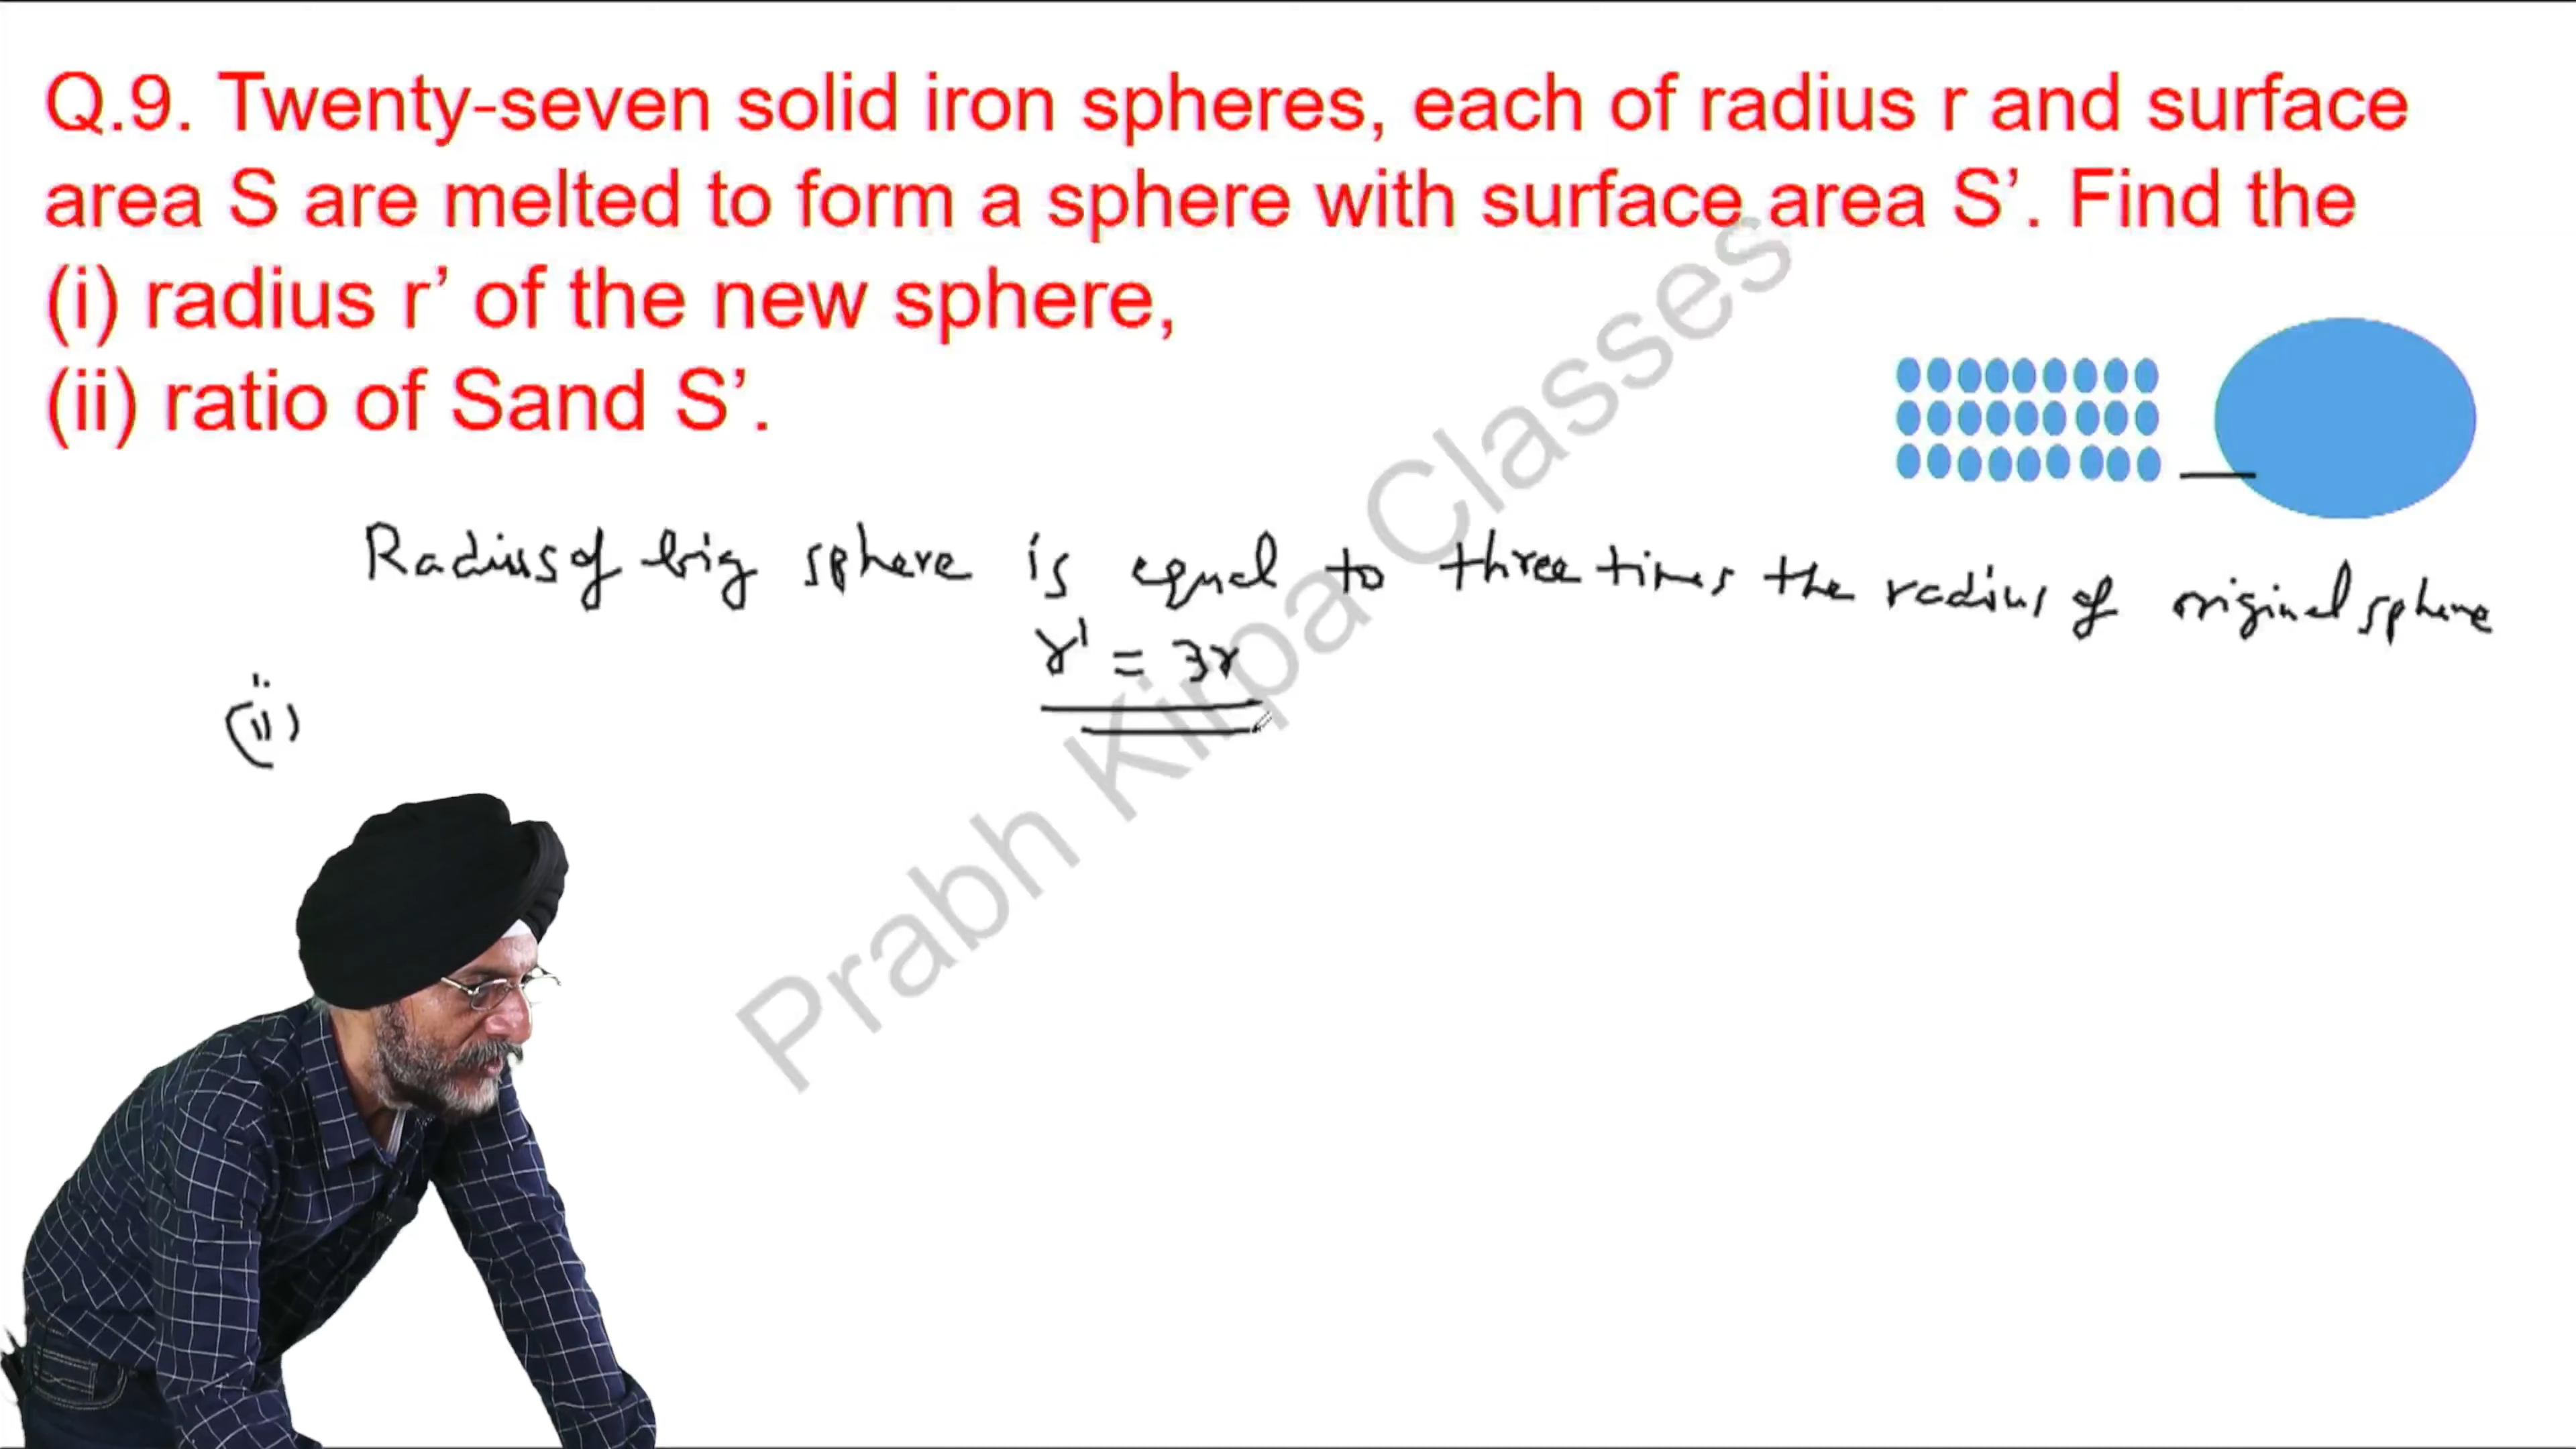 Q.9. Twenty-seven solid iron spheres, each of radius r and surface
area S are melted to form a sphere with surface area S’. Find the
(i) radius r’ of the new sphere,
(ii) ratio of Sand S’.
Radius of big sphere is equal to three times the radius of original sphere
r' = 3r
(ii)
Prabh Kirpa Classes